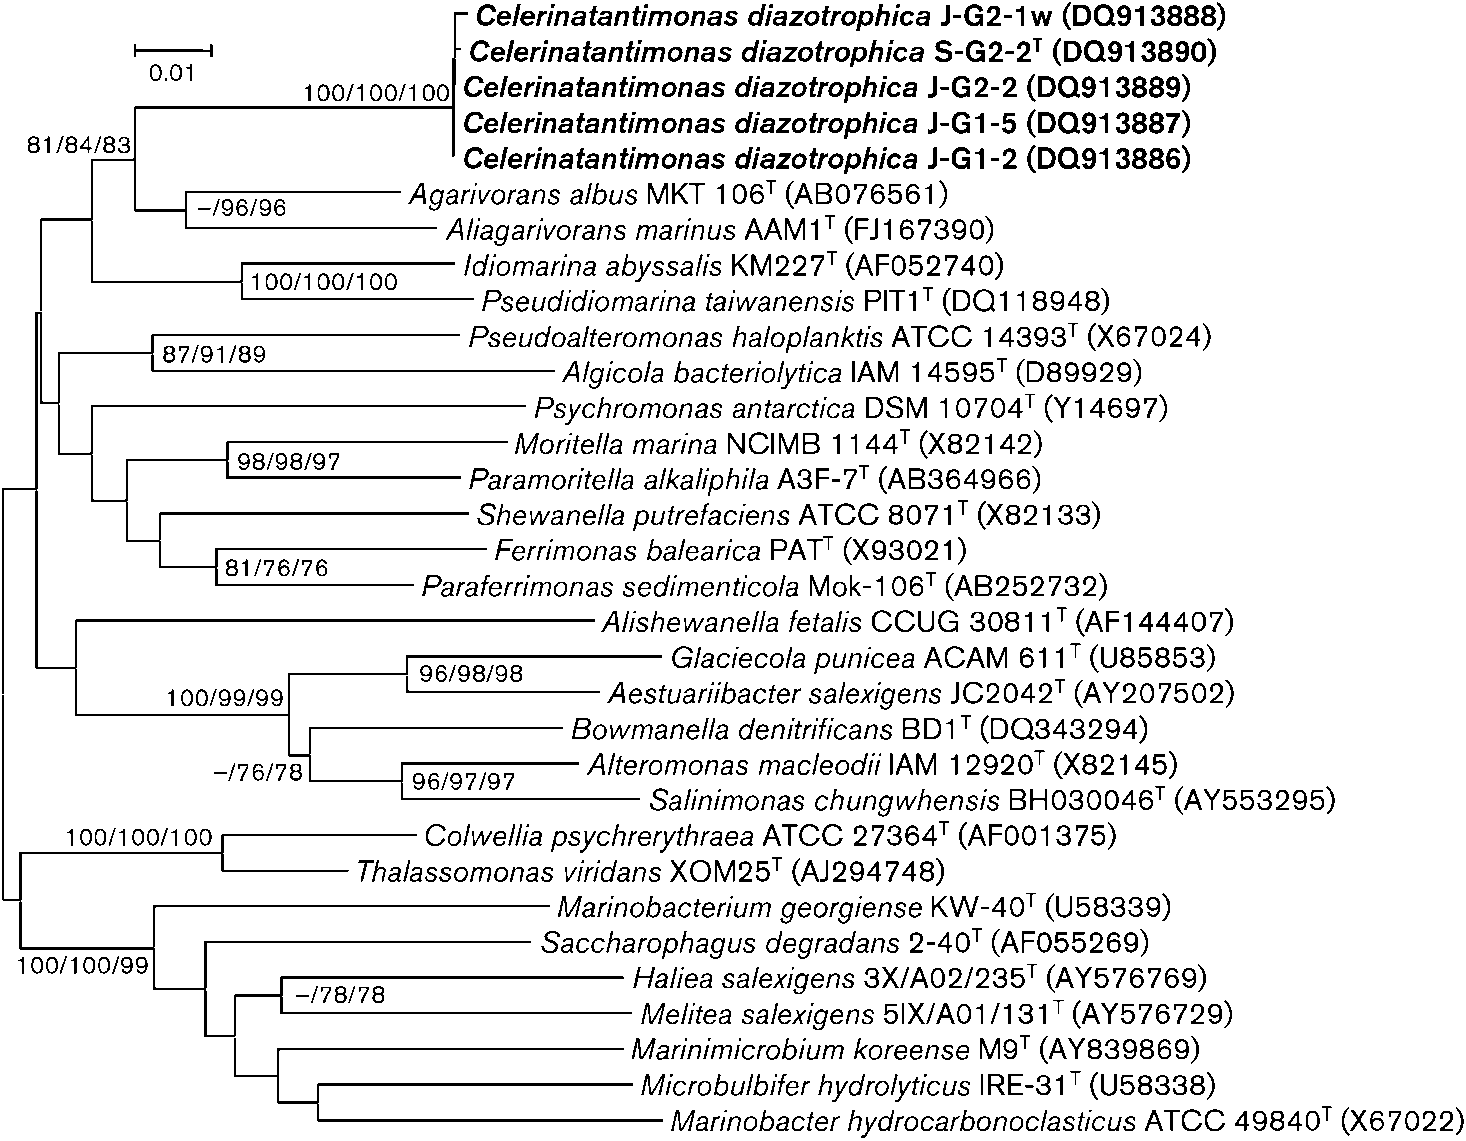 Celerinatantimonas diazotrophica J-G2-1w (DQ913888)
Celerinatantimonas diazotrophica S-G2-2T (DQ913890)
0.01
100/100/100
Celerinatantimonas diazotrophica J-G2-2 (DQ913889)
Celerinatantimonas diazotrophica J-G1-5 (DQ913887)
81/84/83
Celerinatantimonas diazotrophica J-G1-2 (DQ913886)
Agarivorans albus MKT 106T (AB076561)
–/96/96
Aliagarivorans marinus AAM1T (FJ167390)
Idiomarina abyssalis KM227T (AF052740)
100/100/100
Pseudidiomarina taiwanensis PIT1T (DQ118948)
Pseudoalteromonas haloplanktis ATCC 14393T (X67024)
87/91/89
Algicola bacteriolytica IAM 14595T (D89929)
Psychromonas antarctica DSM 10704T (Y14697)
Moritella marina NCIMB 1144T (X82142)
98/98/97
Paramoritella alkaliphila A3F-7T (AB364966)
Shewanella putrefaciens ATCC 8071T (X82133)
Ferrimonas balearica PATT (X93021)
81/76/76
Paraferrimonas sedimenticola Mok-106T (AB252732)
Alishewanella fetalis CCUG 30811T (AF144407)
Glaciecola punicea ACAM 611T (U85853)
96/98/98
100/99/99
Aestuariibacter salexigens JC2042T (AY207502)
Bowmanella denitrificans BD1T (DQ343294)
–/76/78
Alteromonas macleodii IAM 12920T (X82145)
96/97/97
Salinimonas chungwhensis BH030046T (AY553295)
100/100/100
Colwellia psychrerythraea ATCC 27364T (AF001375)
Thalassomonas viridans XOM25T (AJ294748)
Marinobacterium georgiense KW-40T (U58339)
Saccharophagus degradans 2-40T (AF055269)
100/100/99
Haliea salexigens 3X/A02/235T (AY576769)
–/78/78
Melitea salexigens 5IX/A01/131T (AY576729)
Marinimicrobium koreense M9T (AY839869)
Microbulbifer hydrolyticus IRE-31T (U58338)
Marinobacter hydrocarbonoclasticus ATCC 49840T (X67022)